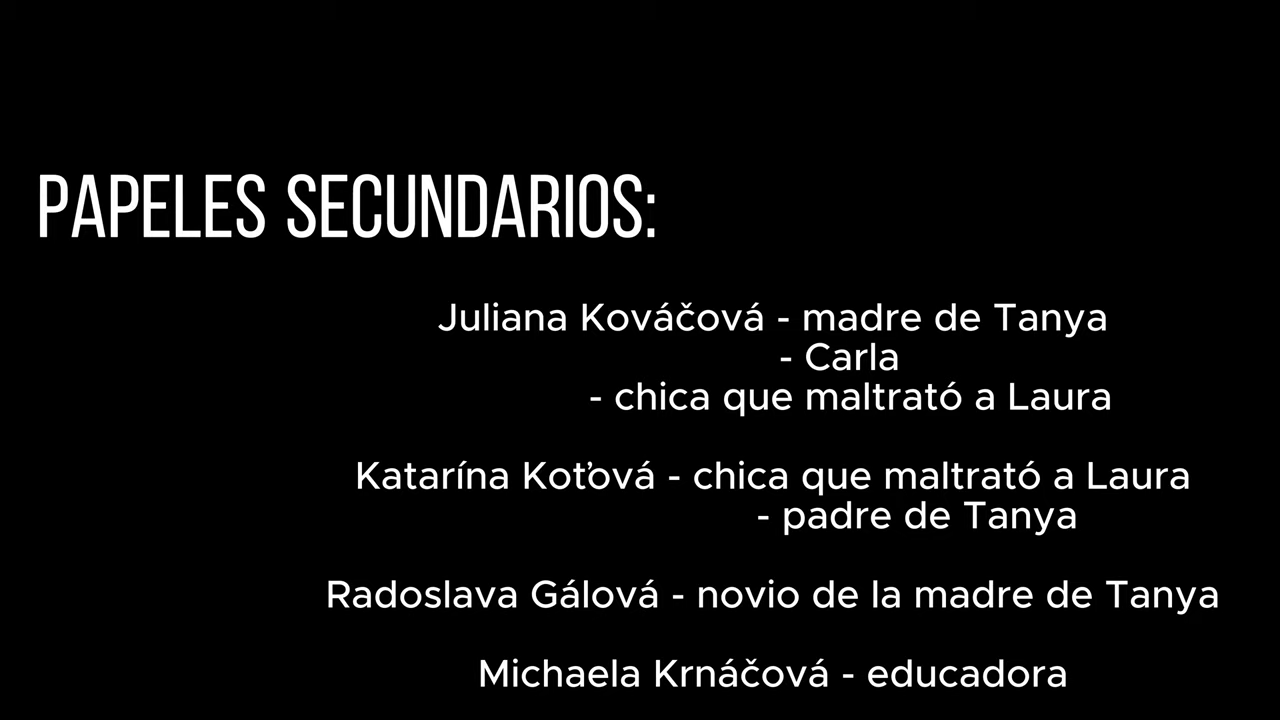 PAPELES SECUNDARIOS:
Juliana Kováčová - madre de Tanya
- Carla
- chica que maltrató a Laura
Katarína Koťová - chica que maltrató a Laura
- padre de Tanya
Radoslava Gálová - novio de la madre de Tanya
Michaela Krnáčová - educadora